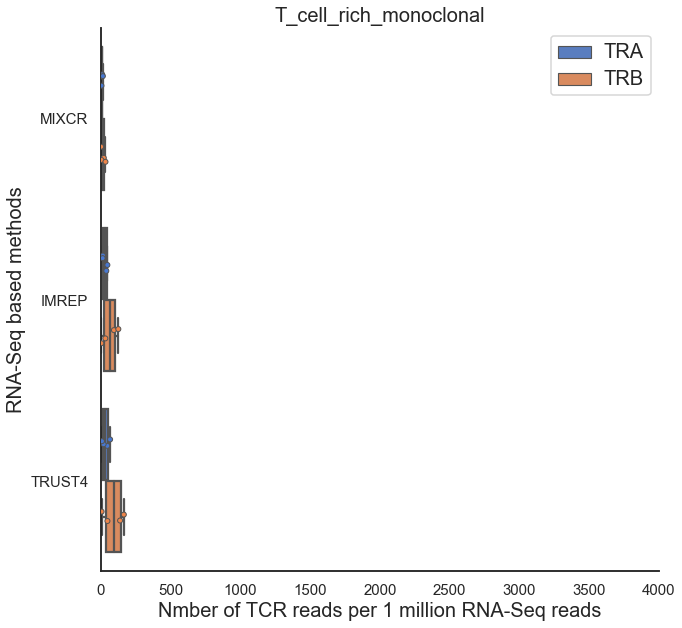 T_cell_rich_monoclonal
TRA
TRB
RNA-Seq based methods
MIXCR
IMREP
TRUST4
0 500 1000 1500 2000 2500 3000 3500 4000
Nmber of TCR reads per 1 million RNA-Seq reads